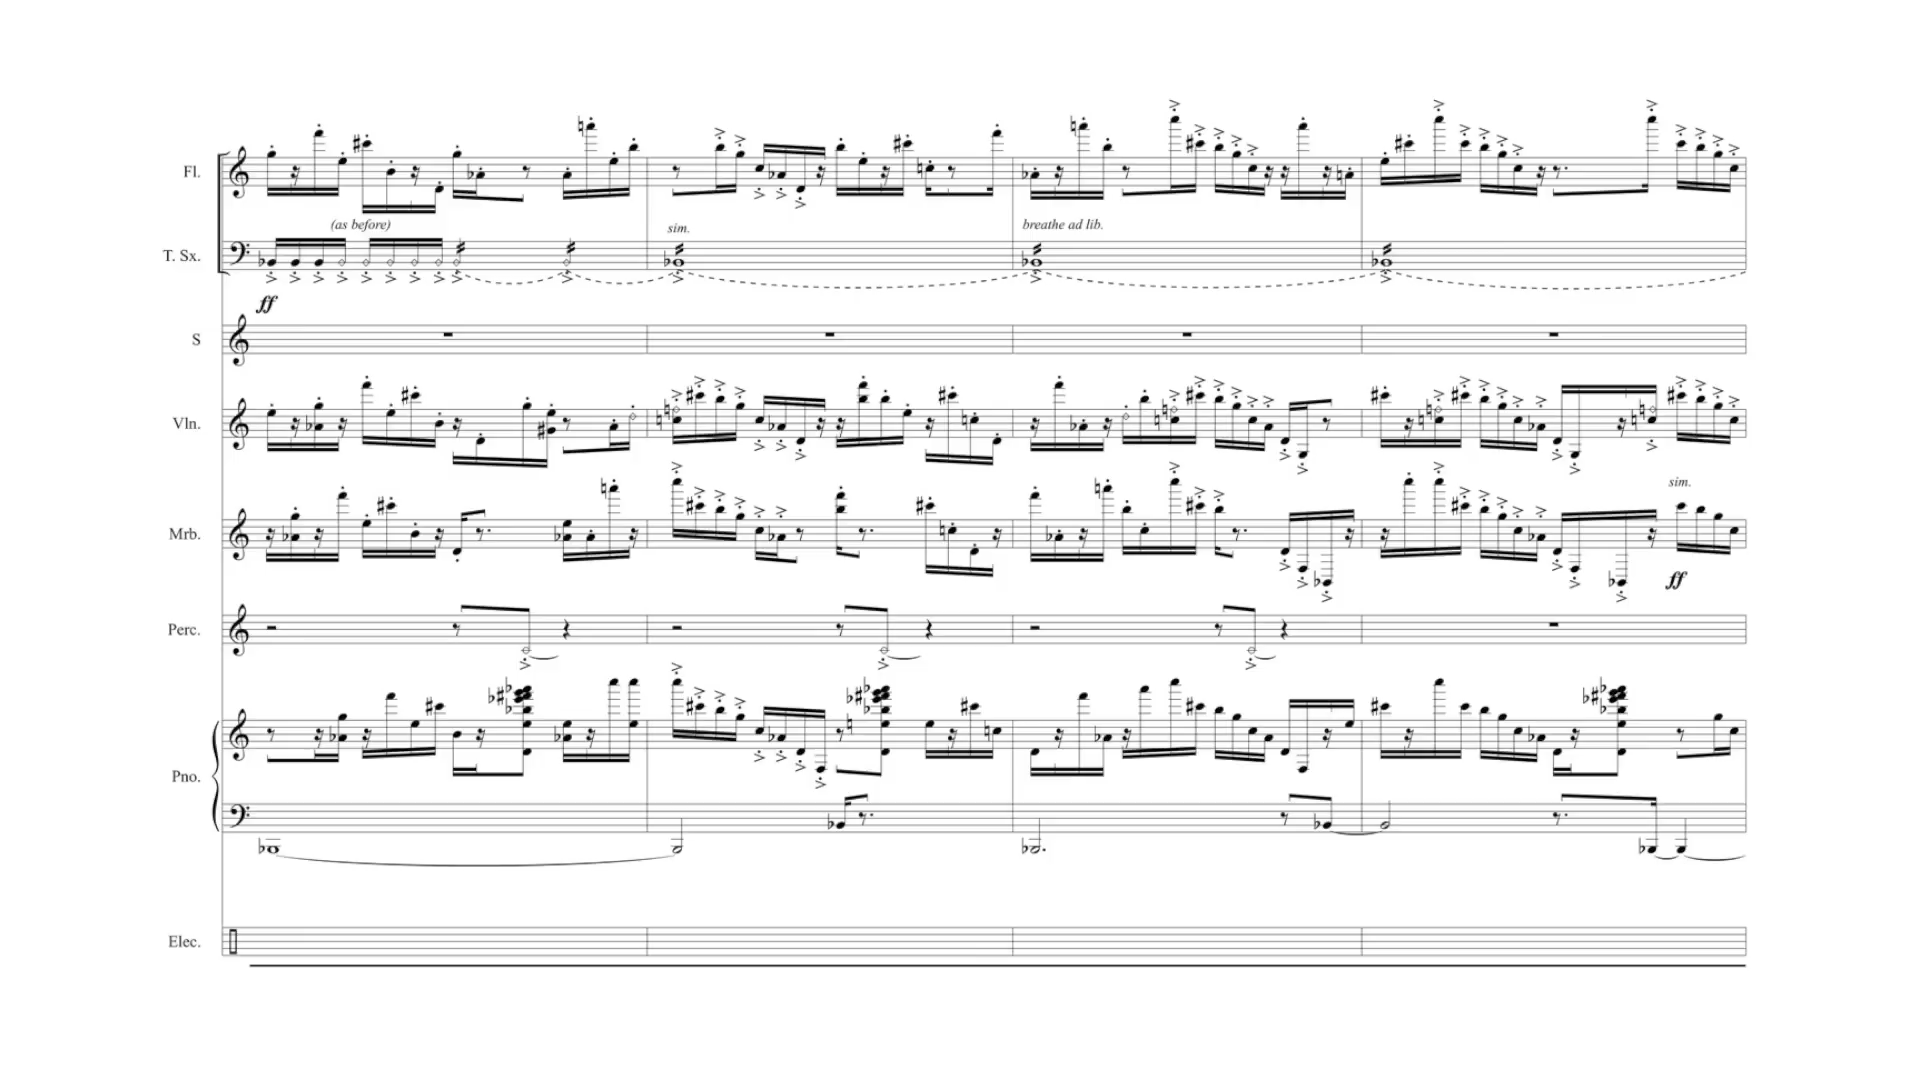 Fl.
(as before)
sim.
breathe ad lib.
T. Sx.
ff
S
Vln.
sim.
Mrb.
ff
Perc.
Pno.
Elec.